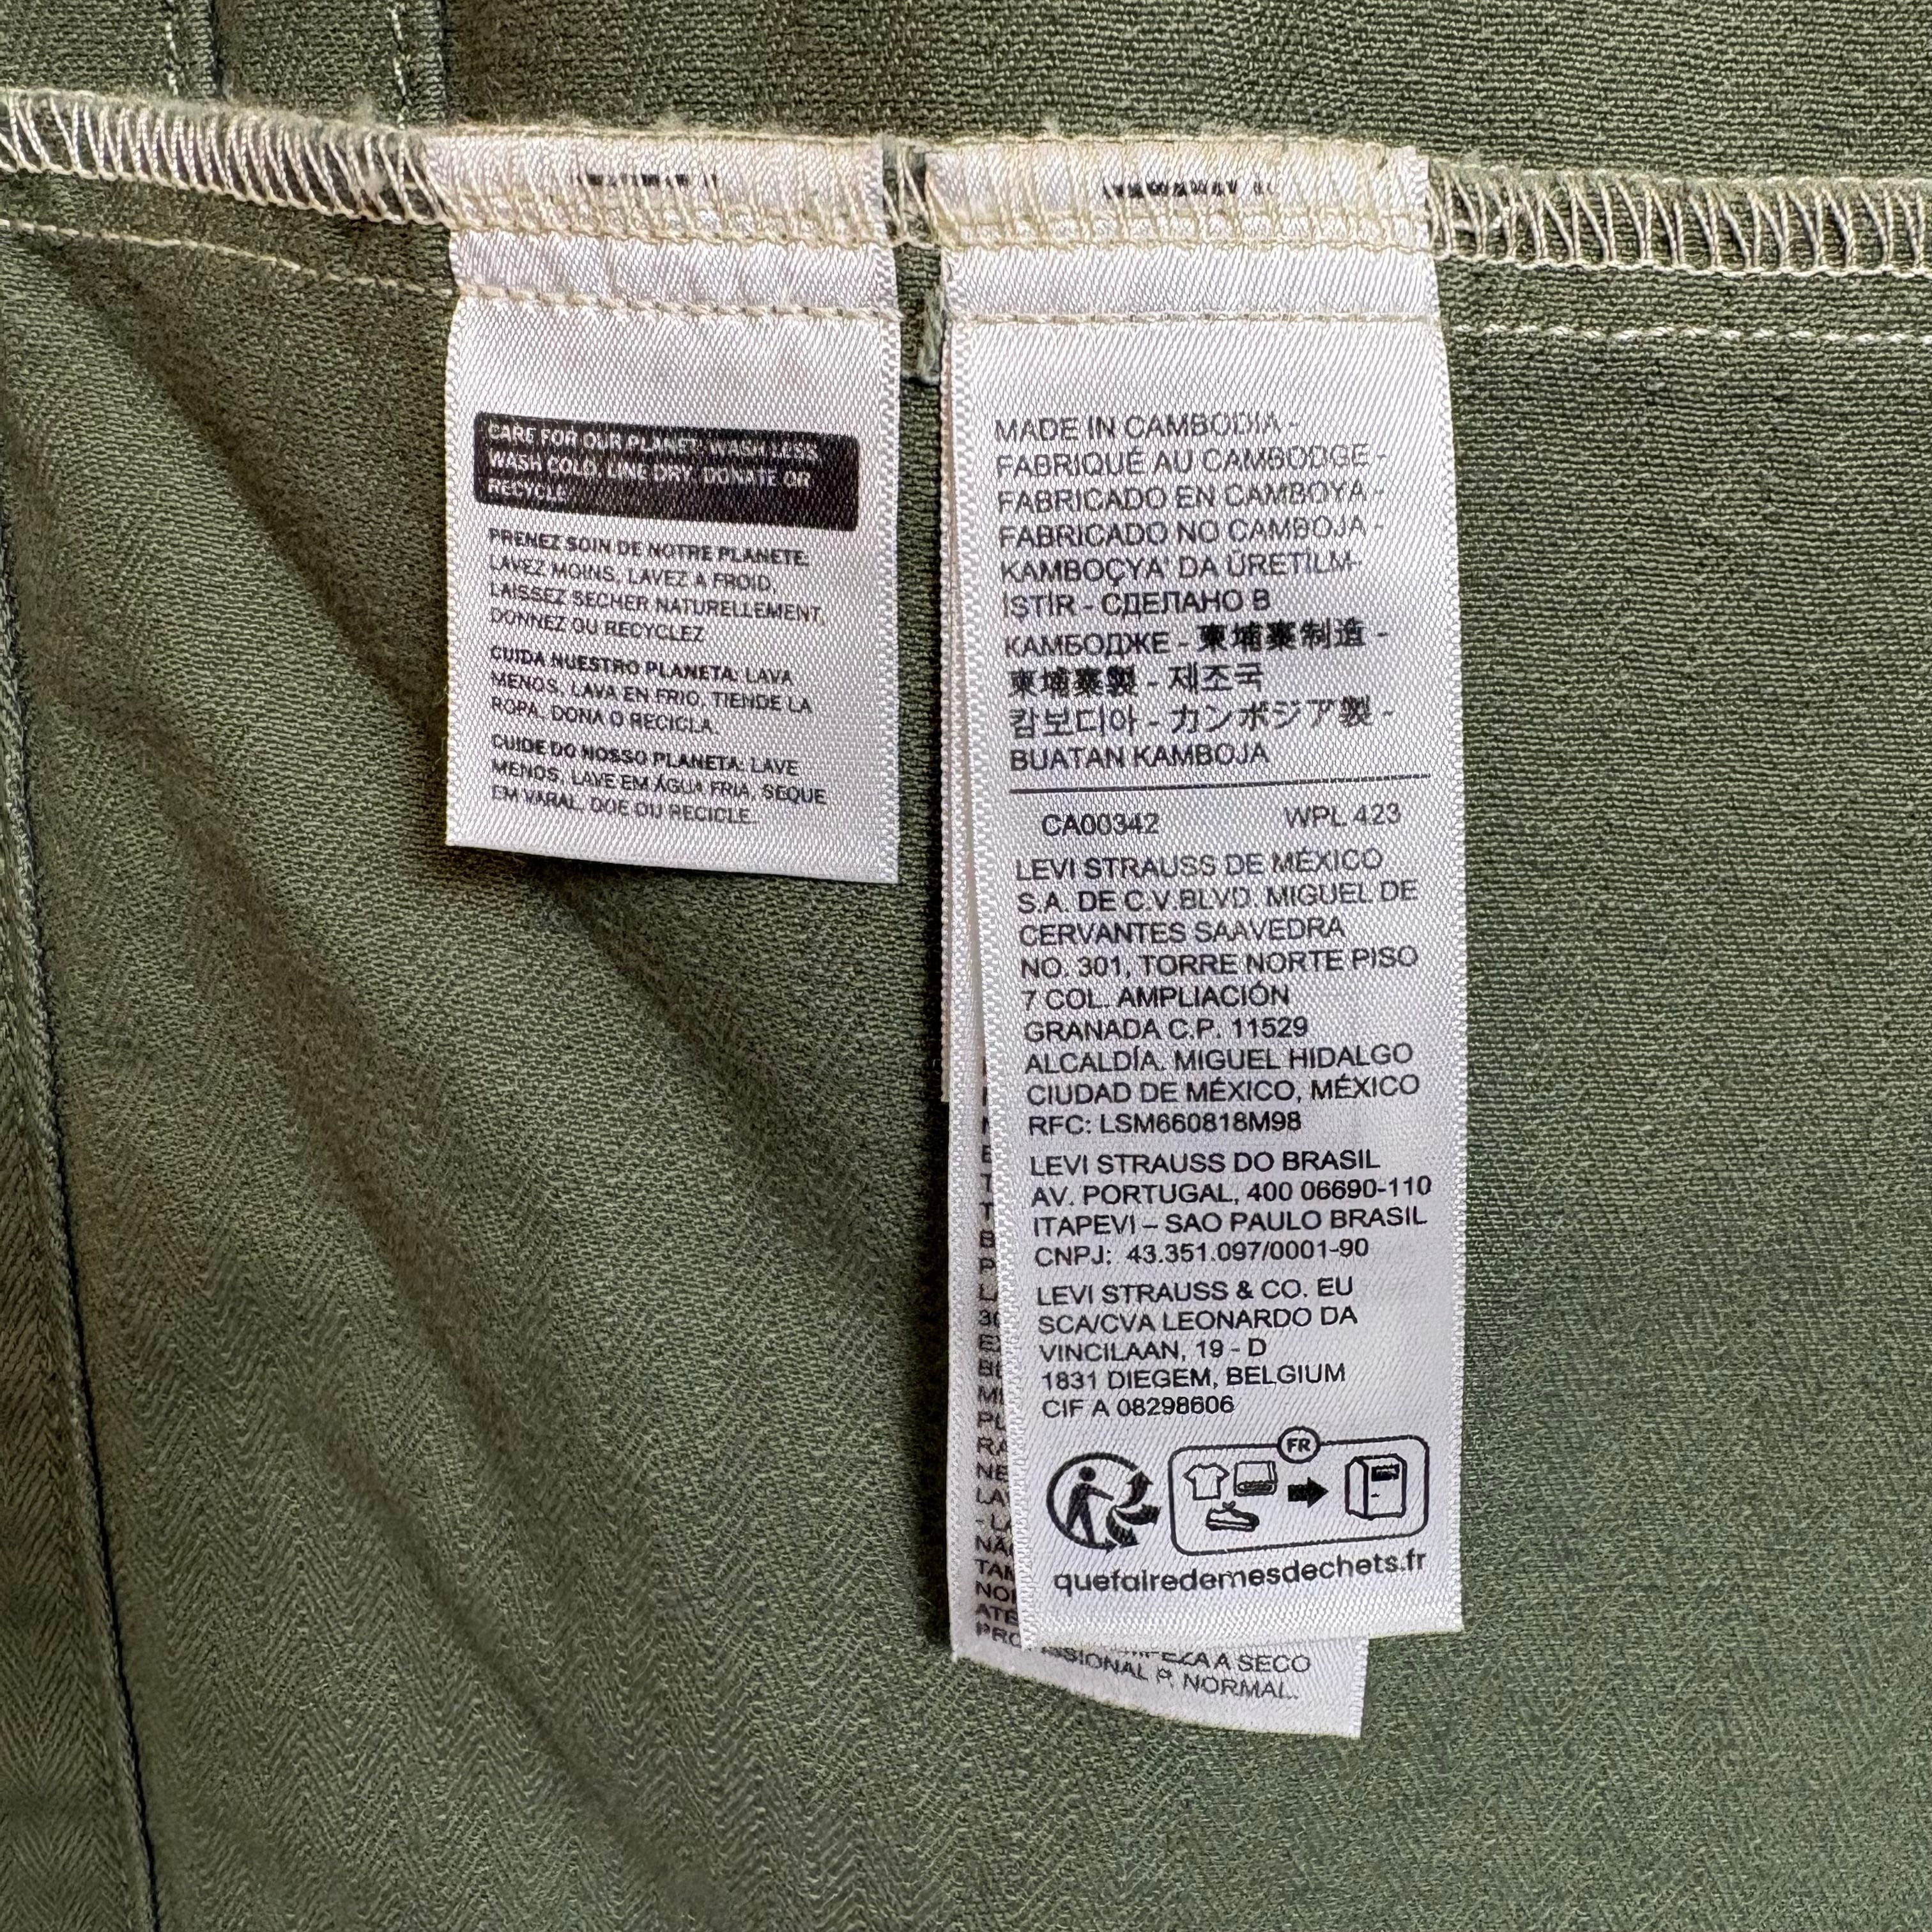 CARE FOR OUR PLANET: WASH LESS
WASH COLD, LINE DRY, DONATE OR
RECYCLE.
PRENEZ SOIN DE NOTRE PLANETE:
LAVEZ MOINS, LAVEZ A FROID,
LAISSEZ SECHER NATURELLEMENT,
DONNEZ OU RECYCLEZ
CUIDA NUESTRO PLANETA: LAVA
MENOS, LAVA EN FRIO, TIENDE LA
ROPA, DONA O RECICLA.
CUIDE DO NOSSO PLANETA: LAVE
MENOS, LAVE EM ÁGUA FRIA, SEQUE
EM VARAL, DOE OU RECICLE.
MADE IN CAMBODIA -
FABRIQUÉ AU CAMBODGE -
FABRICADO EN CAMBOYA -
FABRICADO NO CAMBOJA -
KAMBOÇYA' DA ÜRETİLM-
İŞTİR - СДЕЛАНО В
КАМБОДЖЕ - 柬埔寨制造 -
柬埔寨製 - 제조국
캄보디아 - カンボジア製 -
BUATAN KAMBOJA
CA00342 WPL 423
LEVI STRAUSS DE MÉXICO
S.A. DE C.V BLVD. MIGUEL DE
CERVANTES SAAVEDRA
NO. 301, TORRE NORTE PISO
7 COL. AMPLIACIÓN
GRANADA C.P. 11529
ALCALDÍA. MIGUEL HIDALGO
CIUDAD DE MÉXICO, MÉXICO
RFC: LSM660818M98
LEVI STRAUSS DO BRASIL
AV. PORTUGAL, 400 06690-110
ITAPEVI – SAO PAULO BRASIL
CNPJ: 43.351.097/0001-90
LEVI STRAUSS & CO. EU
SCA/CVA LEONARDO DA
VINCILAAN, 19 - D
1831 DIEGEM, BELGIUM
CIF A 08298606
FR
quefairedemesdechets.fr
A SECO
NORMAL.